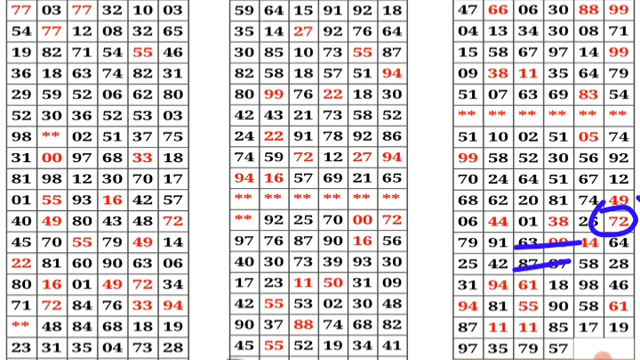 77 03 77 32 10 03
54 77 12 08 32 65
19 82 71 54 55 46
36 18 63 74 82 31
29 59 52 06 62 80
52 30 36 52 53 03
98 ** 02 51 37 75
31 00 97 68 33 18
81 98 12 30 70 17
01 55 93 16 42 57
40 49 80 43 48 72
45 70 55 79 49 14
22 81 60 90 63 06
80 16 01 49 72 34
71 72 84 76 33 94
** 48 84 68 18 19
23 31 35 04 73 28
59 64 15 91 92 18
35 14 27 92 76 64
30 85 10 73 55 87
82 58 18 57 51 94
80 99 76 22 18 30
42 43 21 73 58 52
24 22 91 78 92 86
74 59 72 12 27 94
94 16 57 69 21 65
** ** ** ** ** **
** 92 25 70 00 72
97 76 87 90 16 56
40 30 73 39 93 30
17 23 11 50 31 09
42 55 53 02 30 48
90 37 88 74 68 82
45 55 52 19 34 41
47 66 06 30 88 99
04 13 34 30 08 71
15 58 67 97 14 99
09 38 11 35 64 79
51 07 63 69 83 54
** ** ** ** ** **
51 10 02 51 05 74
99 58 52 30 56 92
70 24 64 51 67 12
68 62 20 81 74 49
06 44 01 38 26 72
79 91 63 44 64
25 42 87 28
31 94 61 18 98 46
94 81 55 90 58 61
87 11 11 85 17 19
97 35 79 57